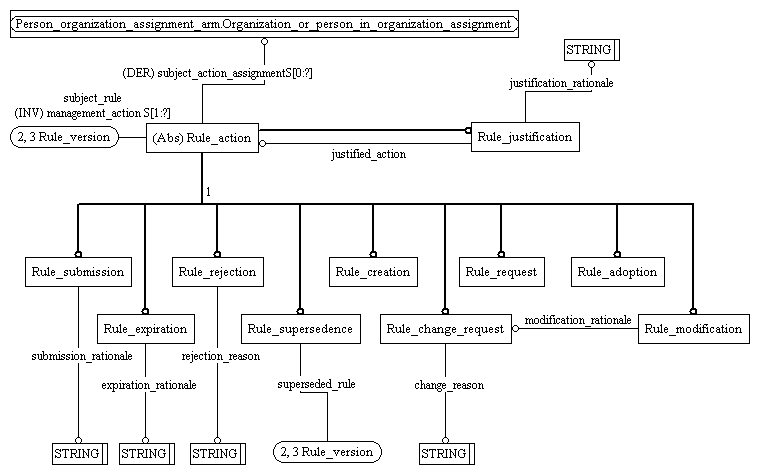 Person_organization_assignment_arm.Organization_or_person_in_organization_assignment
STRING
(DER) subject_action_assignmentS[0:?]
justification_rationale
subject_rule
(INV) management_action S[1:?]
2, 3 Rule_version
(Abs) Rule_action
Rule_justification
justified_action
1
Rule_submission
Rule_rejection
Rule_creation
Rule_request
Rule_adoption
Rule_expiration
Rule_supersedence
Rule_change_request
modification_rationale
Rule_modification
submission_rationale
rejection_reason
expiration_rationale
superseded_rule
change_reason
STRING
STRING
STRING
2, 3 Rule_version
STRING